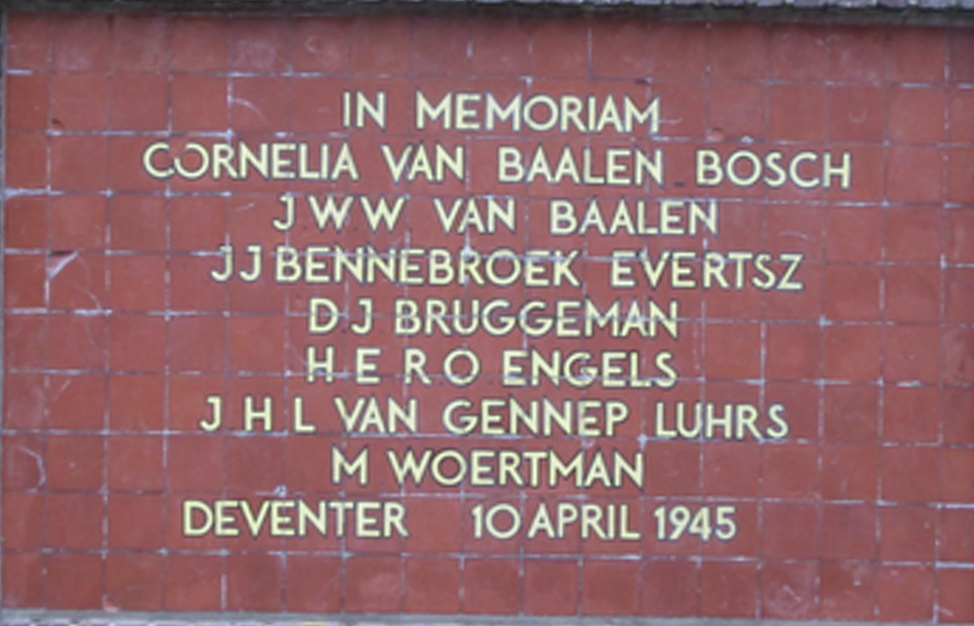 IN MEMORIAM
CORNELIA VAN BAALEN BOSCH
J W W VAN BAALEN
J J BENNEBROEK EVERTSZ
D J BRUGGEMAN
H E R O ENGELS
J H L VAN GENNEP LUHRS
M WOERTMAN
DEVENTER 10 APRIL 1945